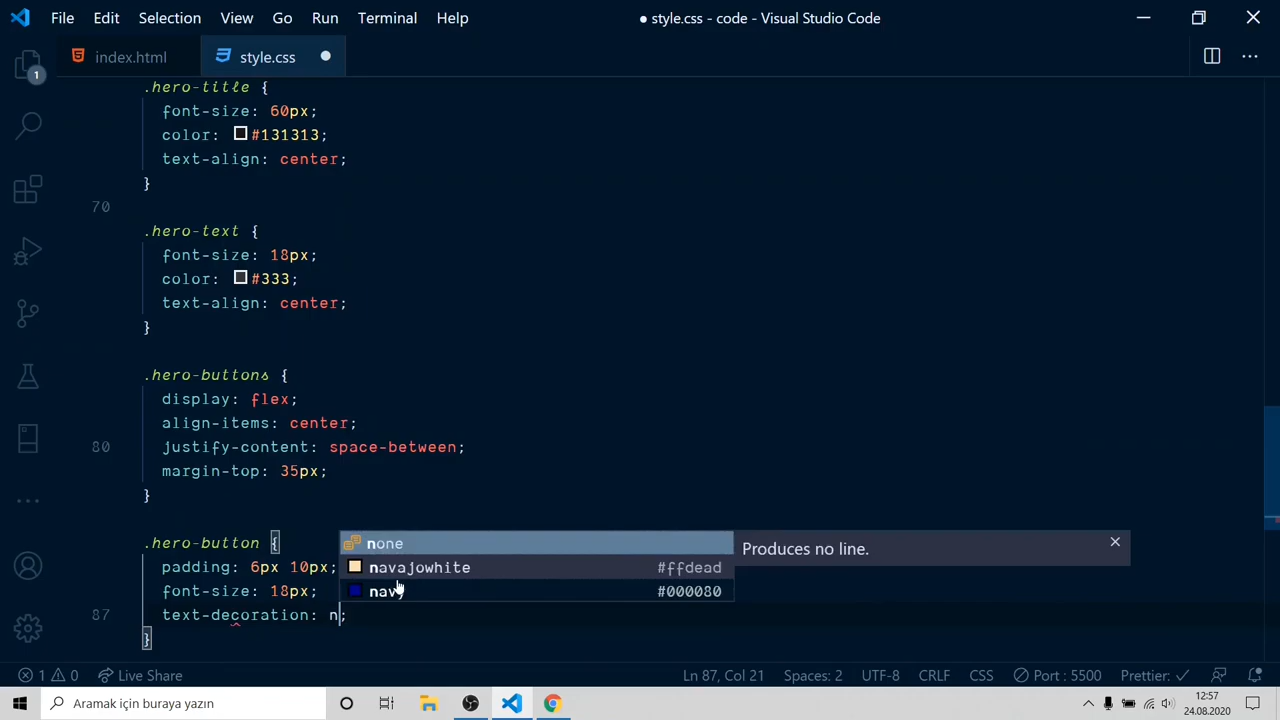 File Edit Selection View Go Run Terminal Help ● style.css - code - Visual Studio Code
index.html style.css
1
.hero-title {
font-size: 60px;
color: #131313;
text-align: center;
}
70
.hero-text {
font-size: 18px;
color: #333;
text-align: center;
}
.hero-buttons {
display: flex;
align-items: center;
80 justify-content: space-between;
margin-top: 35px;
}
.hero-button {
none Produces no line.
padding: 6px 10px;
navajowhite #ffdead
font-size: 18px;
navy #000080
87 text-decoration: n;
}
1 0 Live Share Ln 87, Col 21 Spaces: 2 UTF-8 CRLF CSS Port : 5500 Prettier: ✓
Aramak için buraya yazın 12:57
24.08.2020